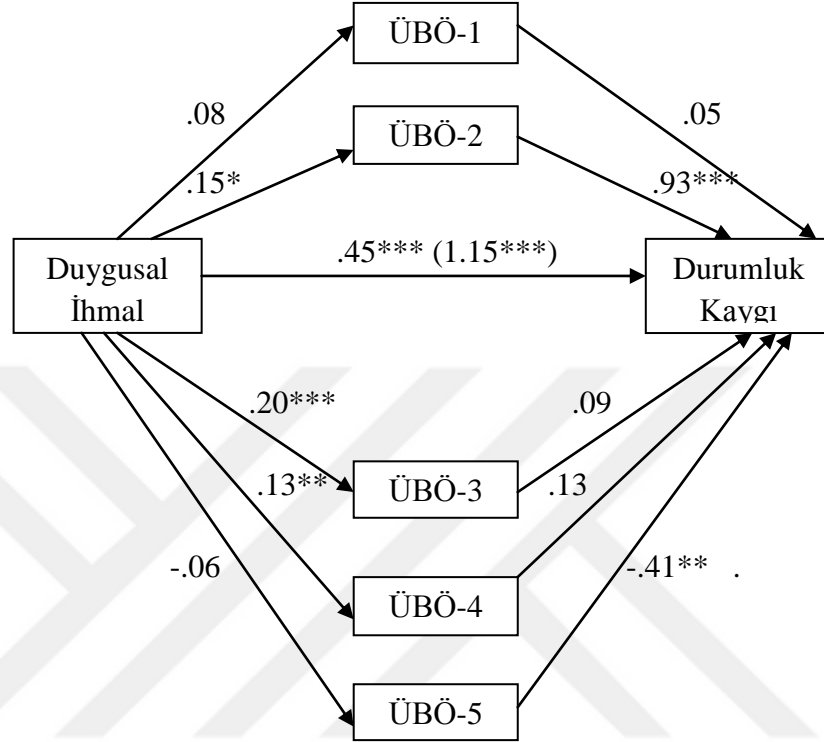 ÜBÖ-1
.08
.05
ÜBÖ-2
.15*
.93***
Duygusal
İhmal
.45*** (1.15***)
Durumluk
Kaygı
.20***
.09
ÜBÖ-3
.13**
.13
-.06
ÜBÖ-4
-.41** .
ÜBÖ-5